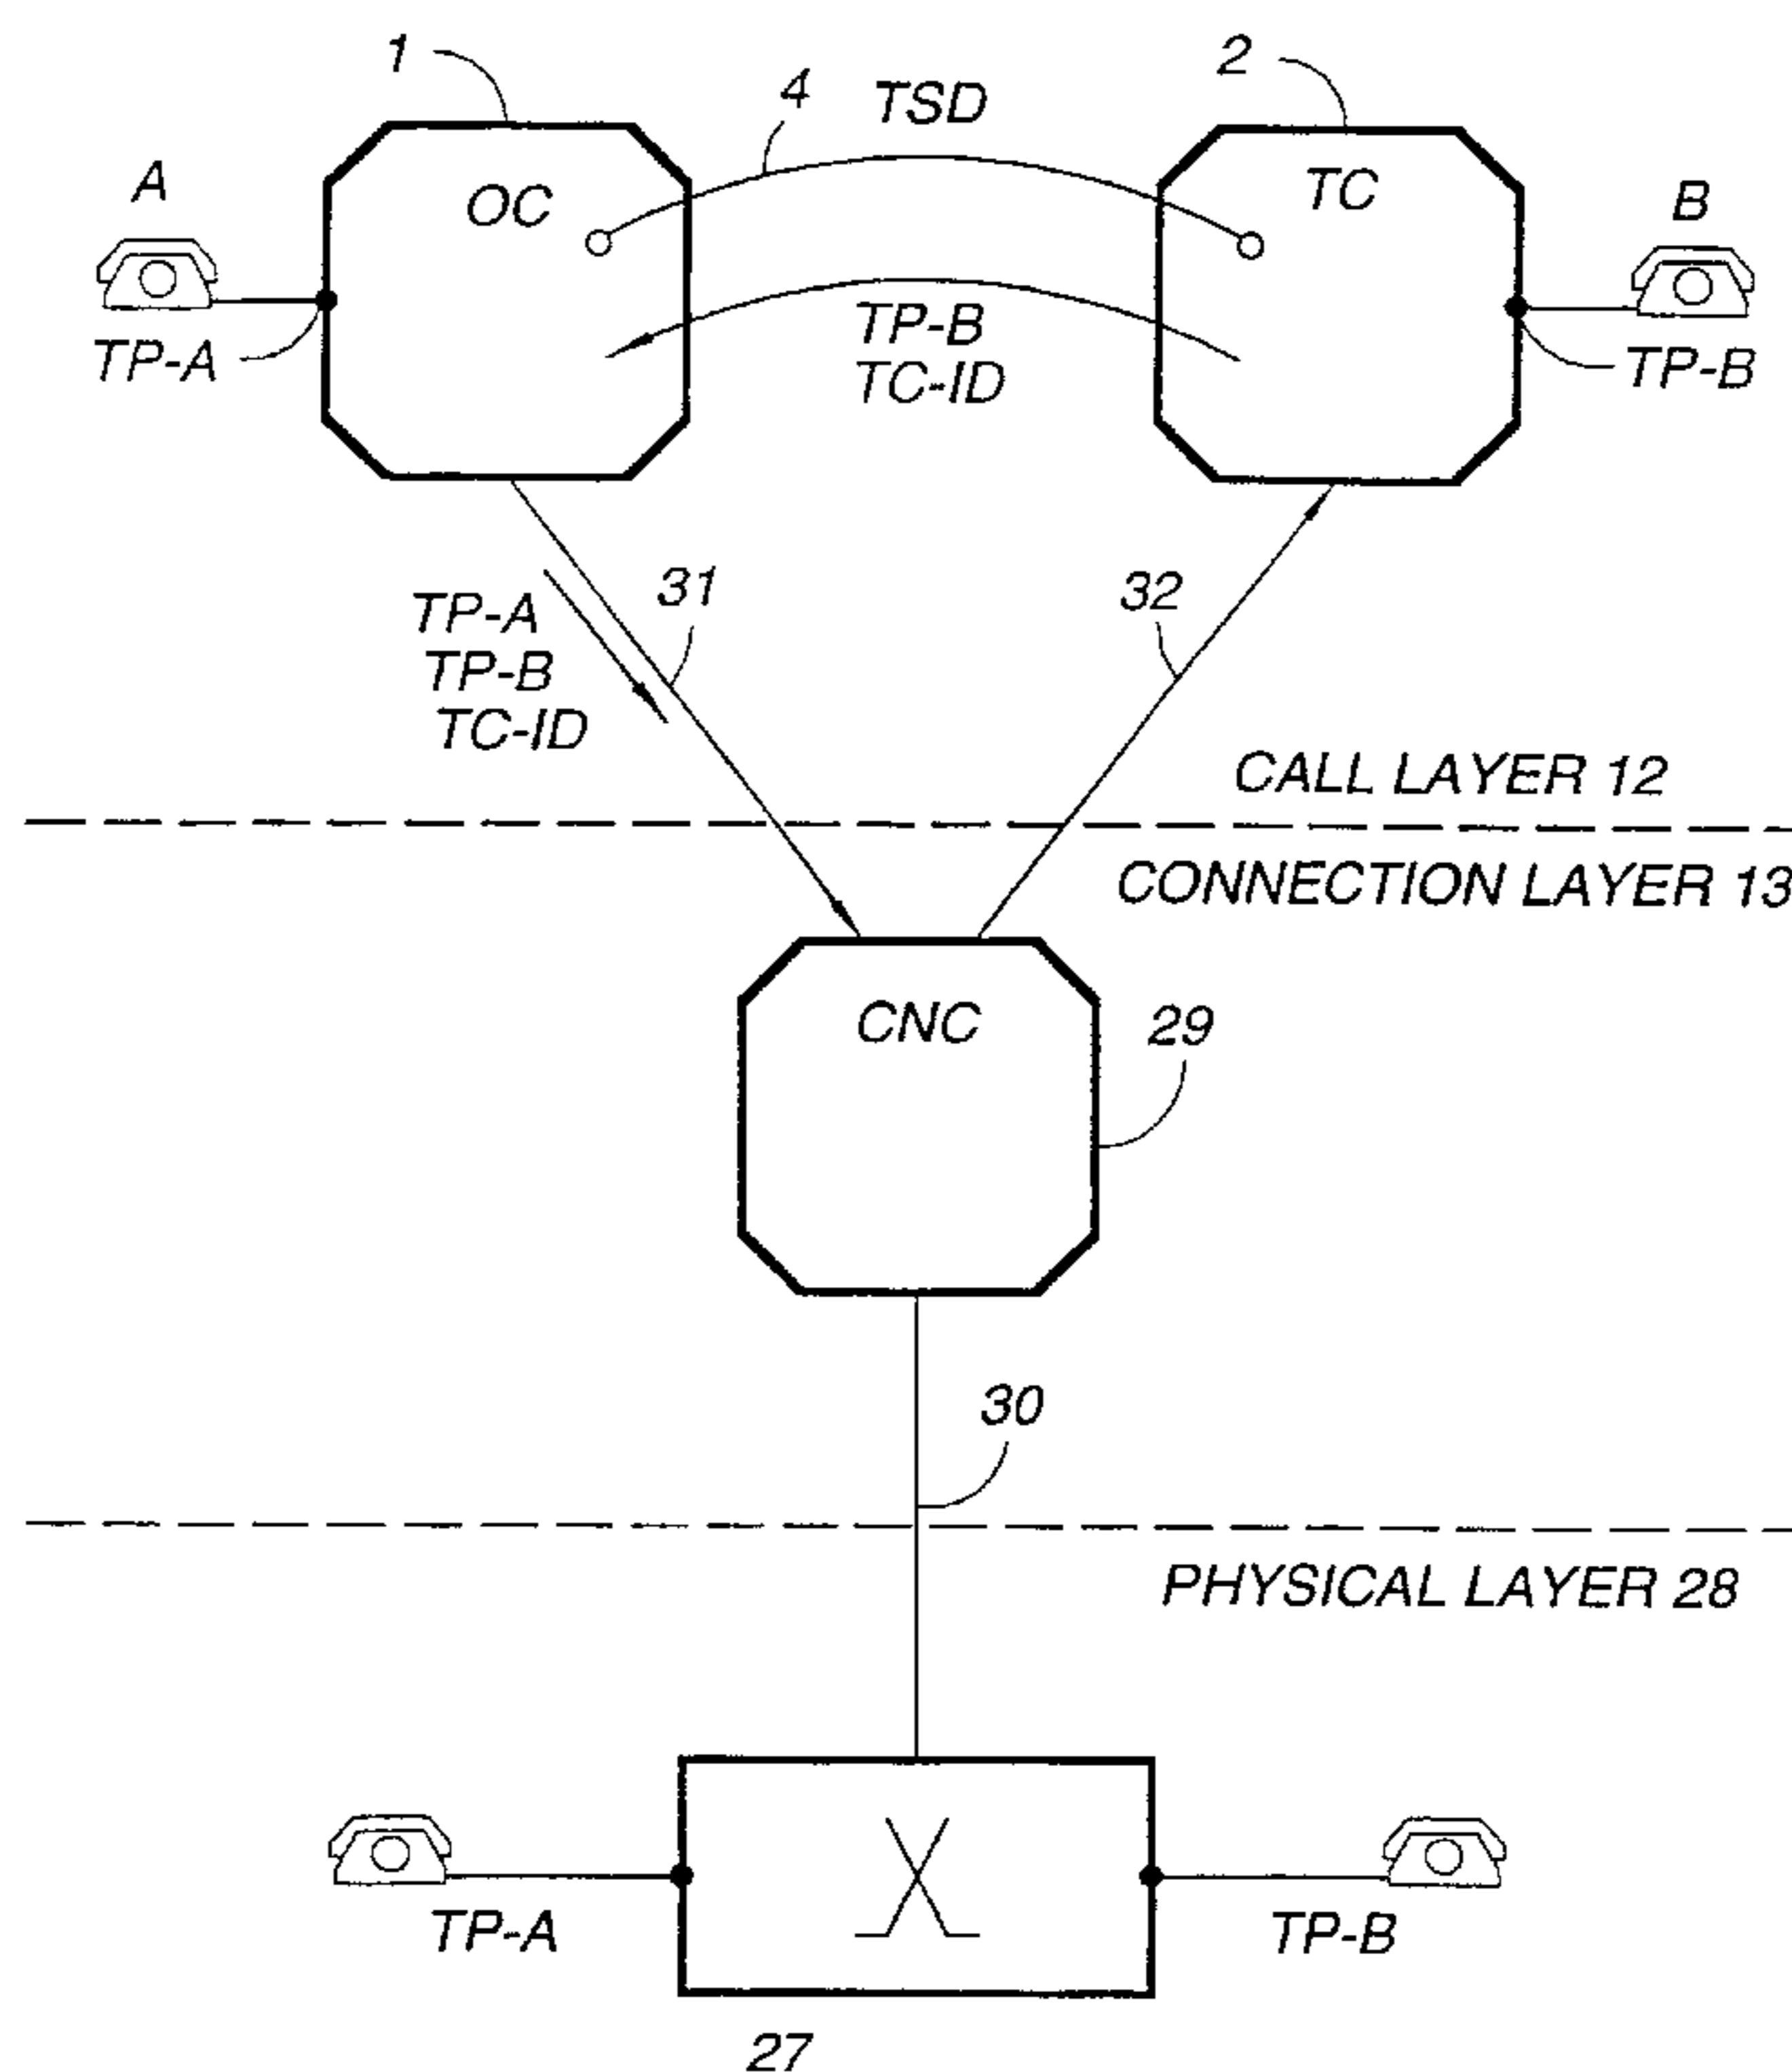 1
2
4
TSD
A
OC
TC
B
TP-A
TP-B
TC-ID
TP-B
31
32
TP-A
TP-B
TC-ID
CALL LAYER 12
CONNECTION LAYER 13
CNC
29
30
PHYSICAL LAYER 28
TP-A
TP-B
27